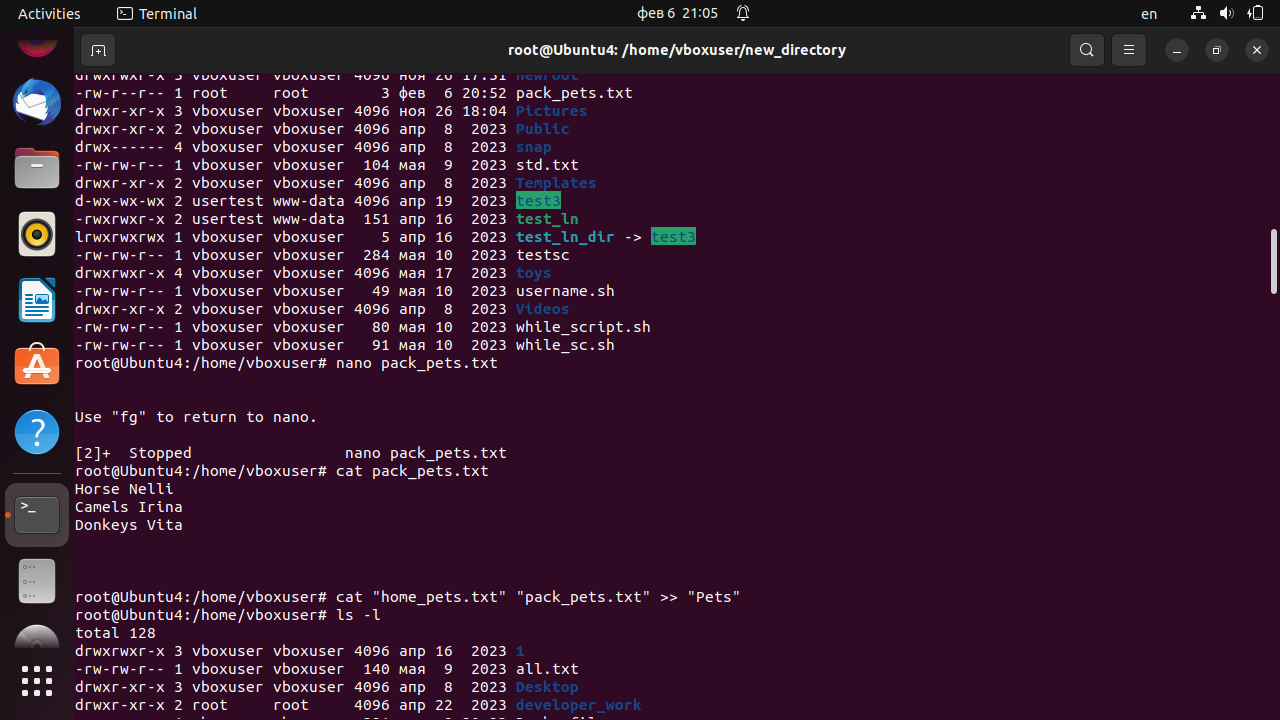 Activities Terminal фев 6 21:05 en
root@Ubuntu4: /home/vboxuser/new_directory
drwxrwxr-x 3 vboxuser vboxuser 4096 ноя 26 17:51 newroot
-rw-r--r-- 1 root     root        3 фев  6 20:52 pack_pets.txt
drwxr-xr-x 3 vboxuser vboxuser 4096 ноя 26 18:04 Pictures
drwxr-xr-x 2 vboxuser vboxuser 4096 апр  8  2023 Public
drwx------ 4 vboxuser vboxuser 4096 апр  8  2023 snap
-rw-rw-r-- 1 vboxuser vboxuser  104 мая  9  2023 std.txt
drwxr-xr-x 2 vboxuser vboxuser 4096 апр  8  2023 Templates
d-wx-wx-wx 2 usertest www-data 4096 апр 19  2023 test3
-rwxrwxr-x 2 usertest www-data  151 апр 16  2023 test_ln
lrwxrwxrwx 1 vboxuser vboxuser    5 апр 16  2023 test_ln_dir -> test3
-rw-rw-r-- 1 vboxuser vboxuser  284 мая 10  2023 testsc
drwxrwxr-x 4 vboxuser vboxuser 4096 мая 17  2023 toys
-rw-rw-r-- 1 vboxuser vboxuser   49 мая 10  2023 username.sh
drwxr-xr-x 2 vboxuser vboxuser 4096 апр  8  2023 Videos
-rw-rw-r-- 1 vboxuser vboxuser   80 мая 10  2023 while_script.sh
-rw-rw-r-- 1 vboxuser vboxuser   91 мая 10  2023 while_sc.sh
root@Ubuntu4:/home/vboxuser# nano pack_pets.txt
Use "fg" to return to nano.
[2]+  Stopped                 nano pack_pets.txt
root@Ubuntu4:/home/vboxuser# cat pack_pets.txt
Horse Nelli
Camels Irina
Donkeys Vita
root@Ubuntu4:/home/vboxuser# cat "home_pets.txt" "pack_pets.txt" >> "Pets"
root@Ubuntu4:/home/vboxuser# ls -l
total 128
drwxrwxr-x 3 vboxuser vboxuser 4096 апр 16  2023 1
-rw-rw-r-- 1 vboxuser vboxuser  140 мая  9  2023 all.txt
drwxr-xr-x 3 vboxuser vboxuser 4096 апр  8  2023 Desktop
drwxr-xr-x 2 root     root     4096 апр 22  2023 developer_work